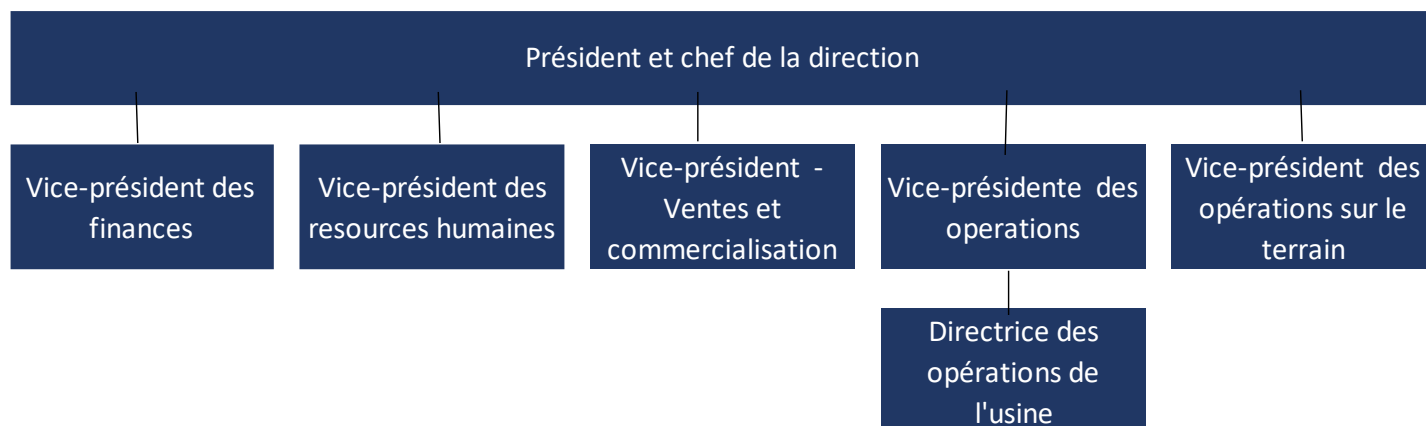 Président et chef de la direction
Vice-président des
finances
Vice-président des
resources humaines
Vice-président -
Ventes et
commercialisation
Vice-présidente des
operations
Vice-président des
opérations sur le
terrain
Directrice des
opérations de
l'usine